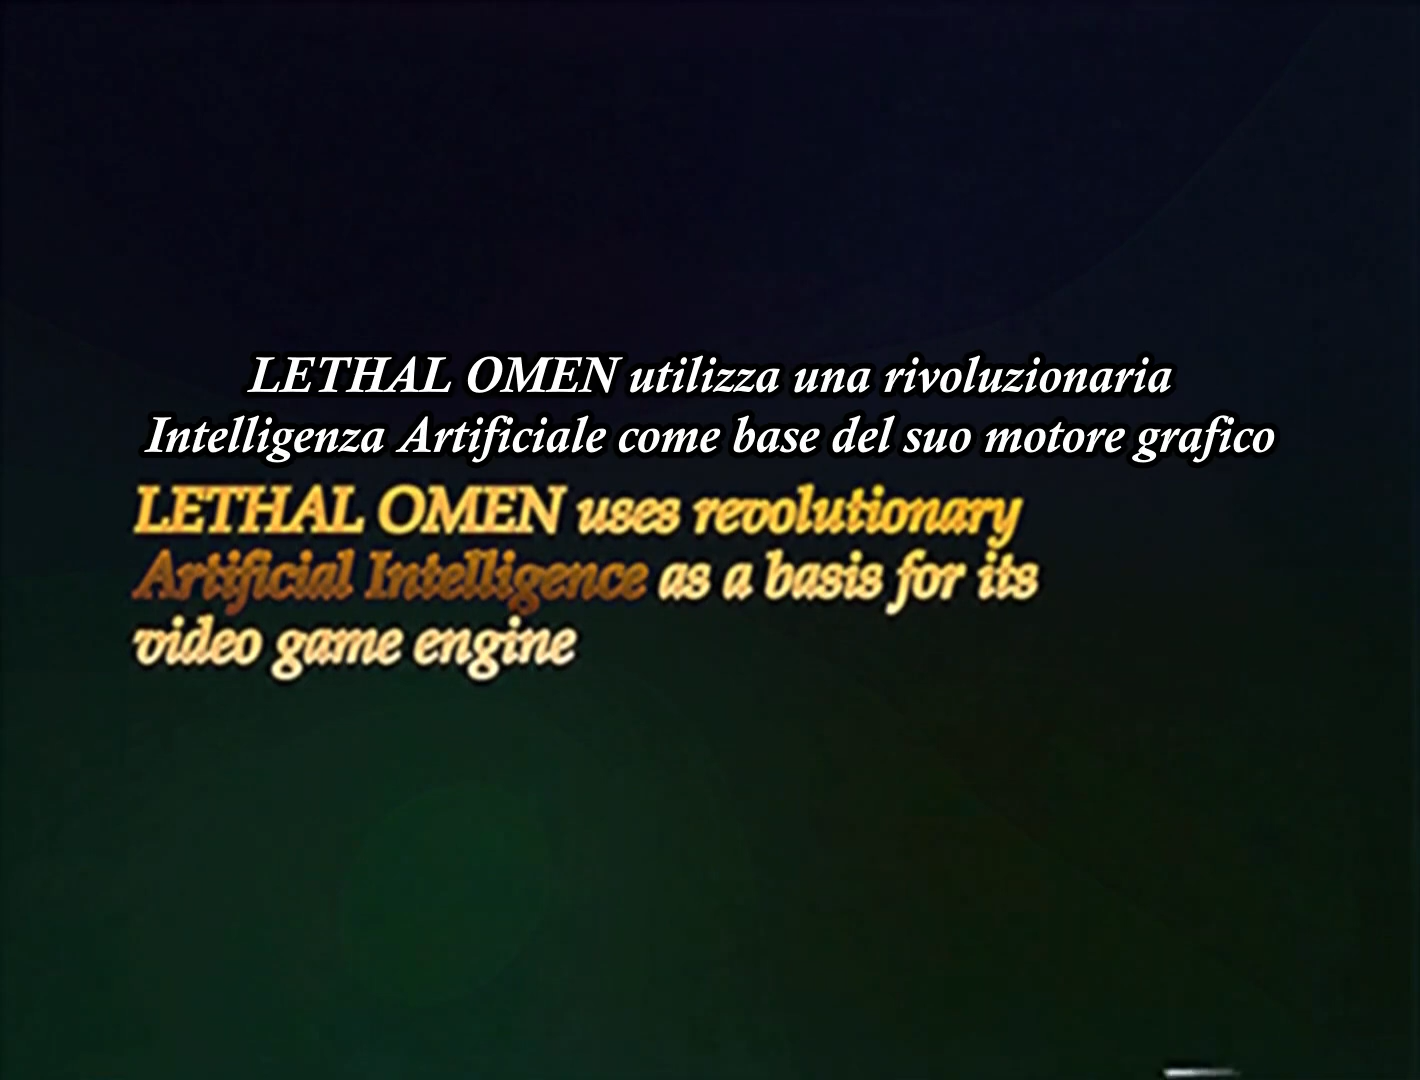 LETHAL OMEN utilizza una rivoluzionaria
Intelligenza Artificiale come base del suo motore grafico
LETHAL OMEN uses revolutionary
Artificial Intelligence as a basis for its
video game engine